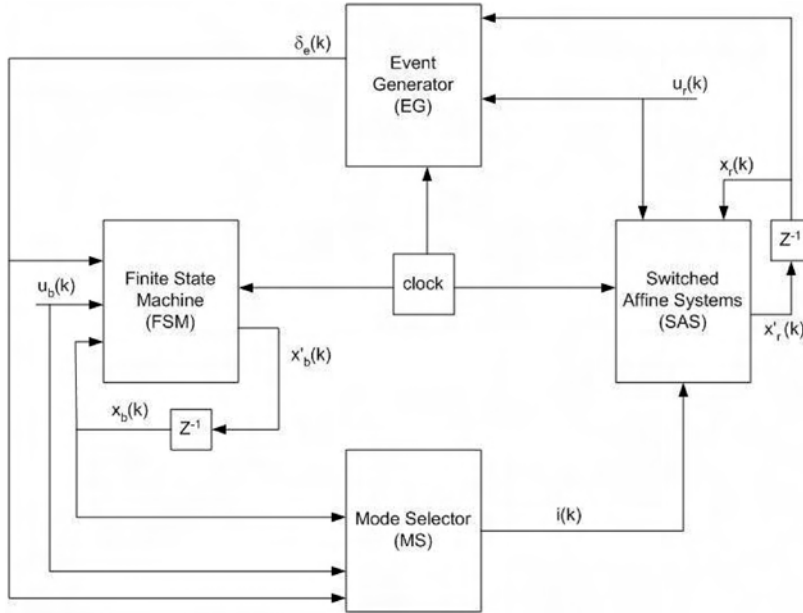 δe(k)
Event
Generator
(EG)
ur(k)
xr(k)
Z-1
Finite State
Machine
(FSM)
ub(k)
clock
Switched
Affine Systems
(SAS)
x'r(k)
x'b(k)
xb(k)
Z-1
Mode Selector
(MS)
i(k)